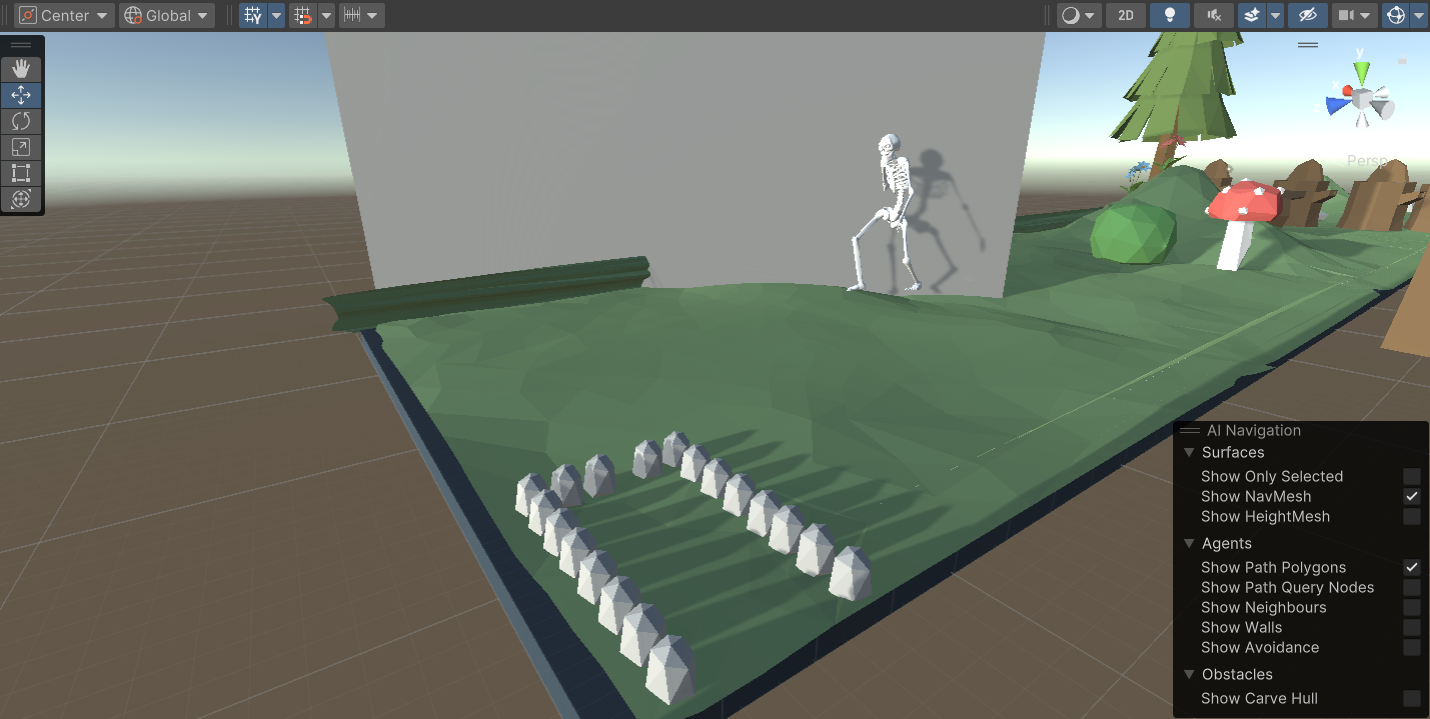 Center
Global
2D
y
x
Persp
AI Navigation
Surfaces
Show Only Selected
Show NavMesh
Show HeightMesh
Agents
Show Path Polygons
Show Path Query Nodes
Show Neighbours
Show Walls
Show Avoidance
Obstacles
Show Carve Hull